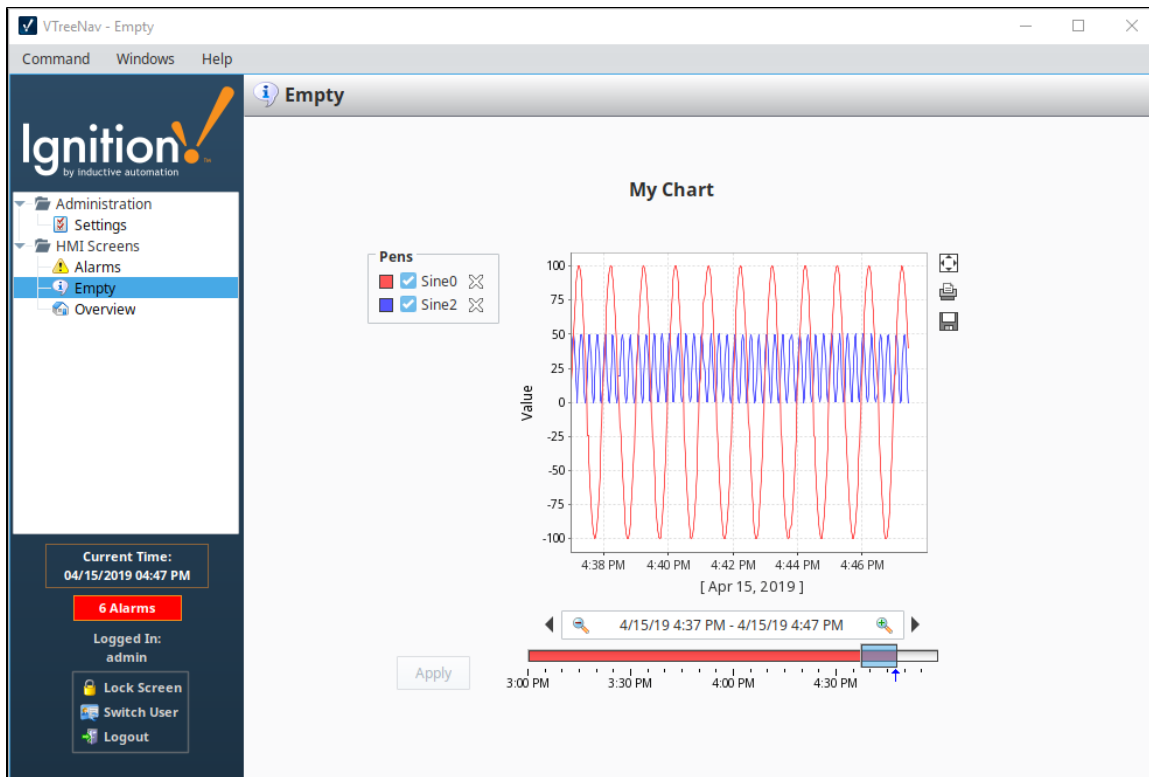 VTreeNav - Empty
Command Windows Help
Ignition!™
by inductive automation
Administration
Settings
HMI Screens
Alarms
Empty
Overview
Current Time:
04/15/2019 04:47 PM
6 Alarms
Logged In:
admin
Lock Screen
Switch User
Logout
Empty
My Chart
Pens
Sine0
Sine2
Value
100
75
50
25
0
-25
-50
-75
-100
4:38 PM 4:40 PM 4:42 PM 4:44 PM 4:46 PM
[ Apr 15, 2019 ]
4/15/19 4:37 PM - 4/15/19 4:47 PM
Apply
3:00 PM 3:30 PM 4:00 PM 4:30 PM